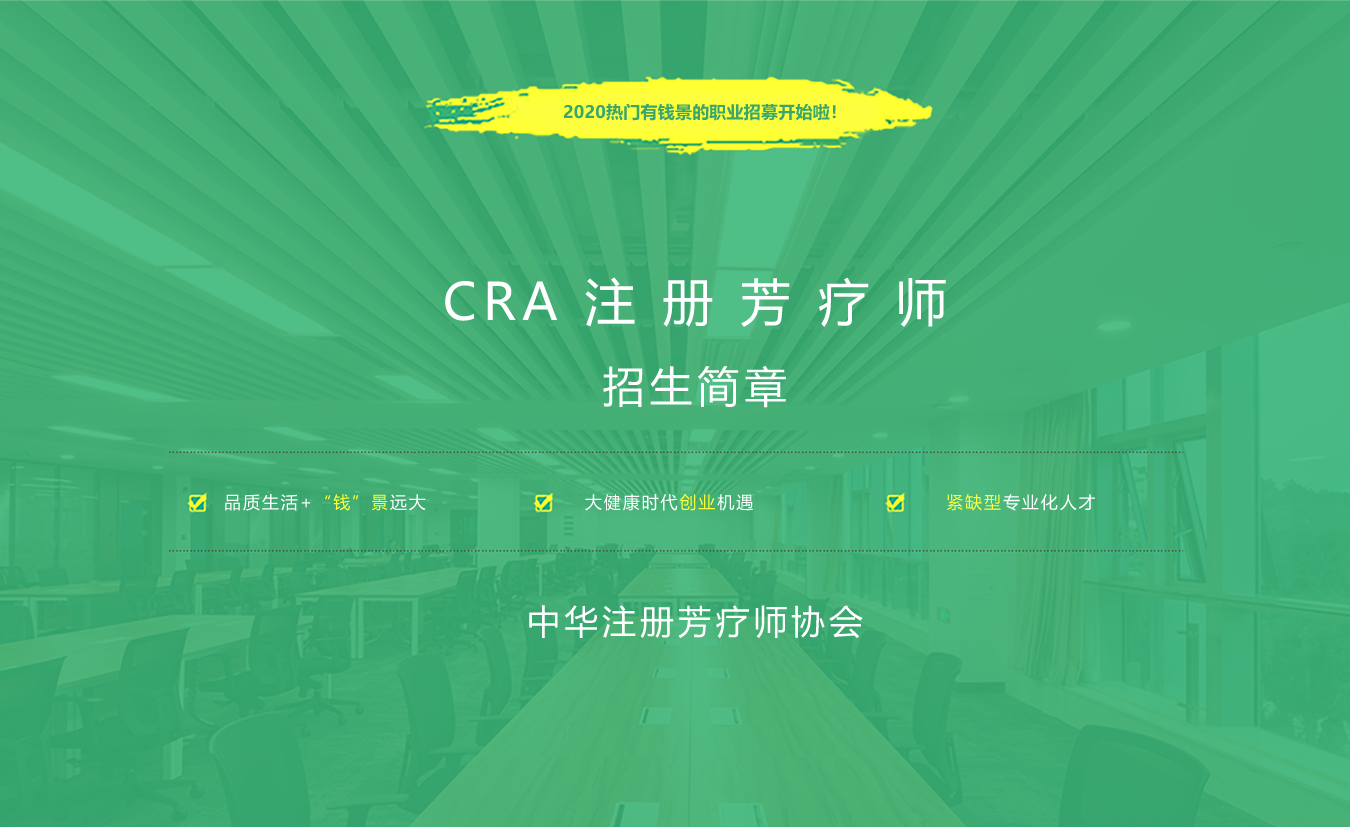 2020热门有钱景的职业招募开始啦！
CRA 注册芳疗师
招生简章
品质生活+“钱”景远大
大健康时代创业机遇
紧缺型专业化人才
中华注册芳疗师协会